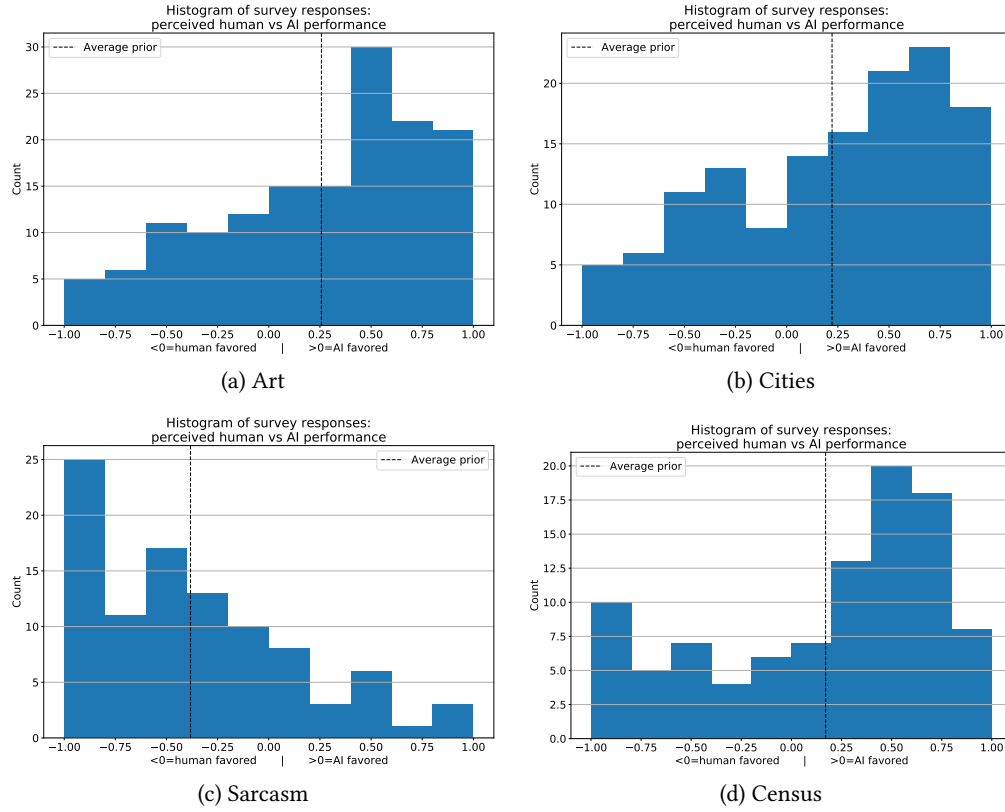 Histogram of survey responses:
perceived human vs AI performance
Average prior
30
25
20
15
10
5
0
Count
−1.00 −0.75 −0.50 −0.25 0.00 0.25 0.50 0.75 1.00
<0=human favored | >0=AI favored
(a) Art
Histogram of survey responses:
perceived human vs AI performance
Average prior
20
15
10
5
0
Count
−1.00 −0.75 −0.50 −0.25 0.00 0.25 0.50 0.75 1.00
<0=human favored | >0=AI favored
(b) Cities
Histogram of survey responses:
perceived human vs AI performance
Average prior
25
20
15
10
5
0
Count
−1.00 −0.75 −0.50 −0.25 0.00 0.25 0.50 0.75 1.00
<0=human favored | >0=AI favored
(c) Sarcasm
Histogram of survey responses:
perceived human vs AI performance
Average prior
20.0
17.5
15.0
12.5
10.0
7.5
5.0
2.5
0.0
Count
−1.00 −0.75 −0.50 −0.25 0.00 0.25 0.50 0.75 1.00
<0=human favored | >0=AI favored
(d) Census